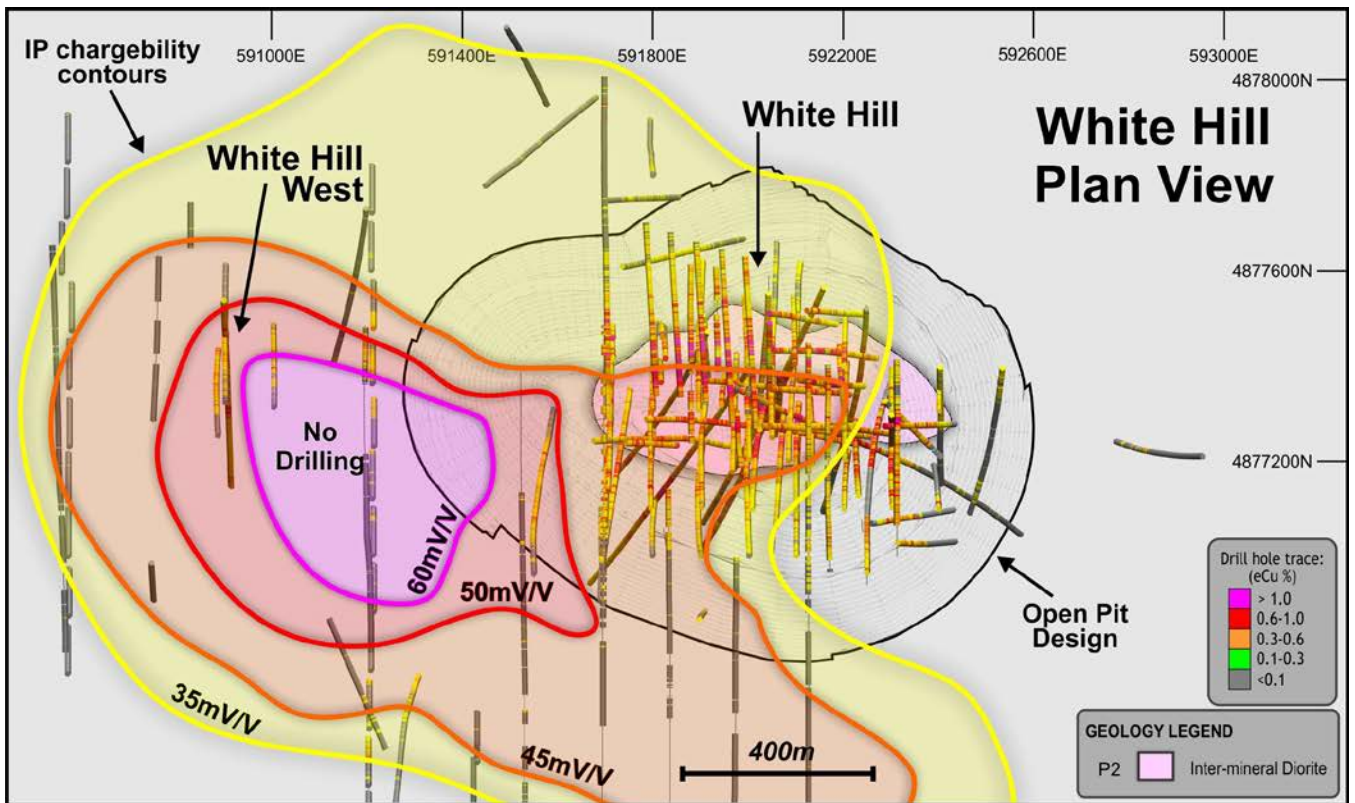 IP chargebility
contours
591000E
591400E
591800E
592200E
592600E
593000E
4878000N
White Hill
Plan View
White Hill
White Hill
West
4877600N
No
Drilling
4877200N
60mV/V
50mV/V
Open Pit
Design
35mV/V
45mV/V
400m
Drill hole trace:
(eCu %)
> 1.0
0.6-1.0
0.3-0.6
0.1-0.3
<0.1
GEOLOGY LEGEND
P2 Inter-mineral Diorite